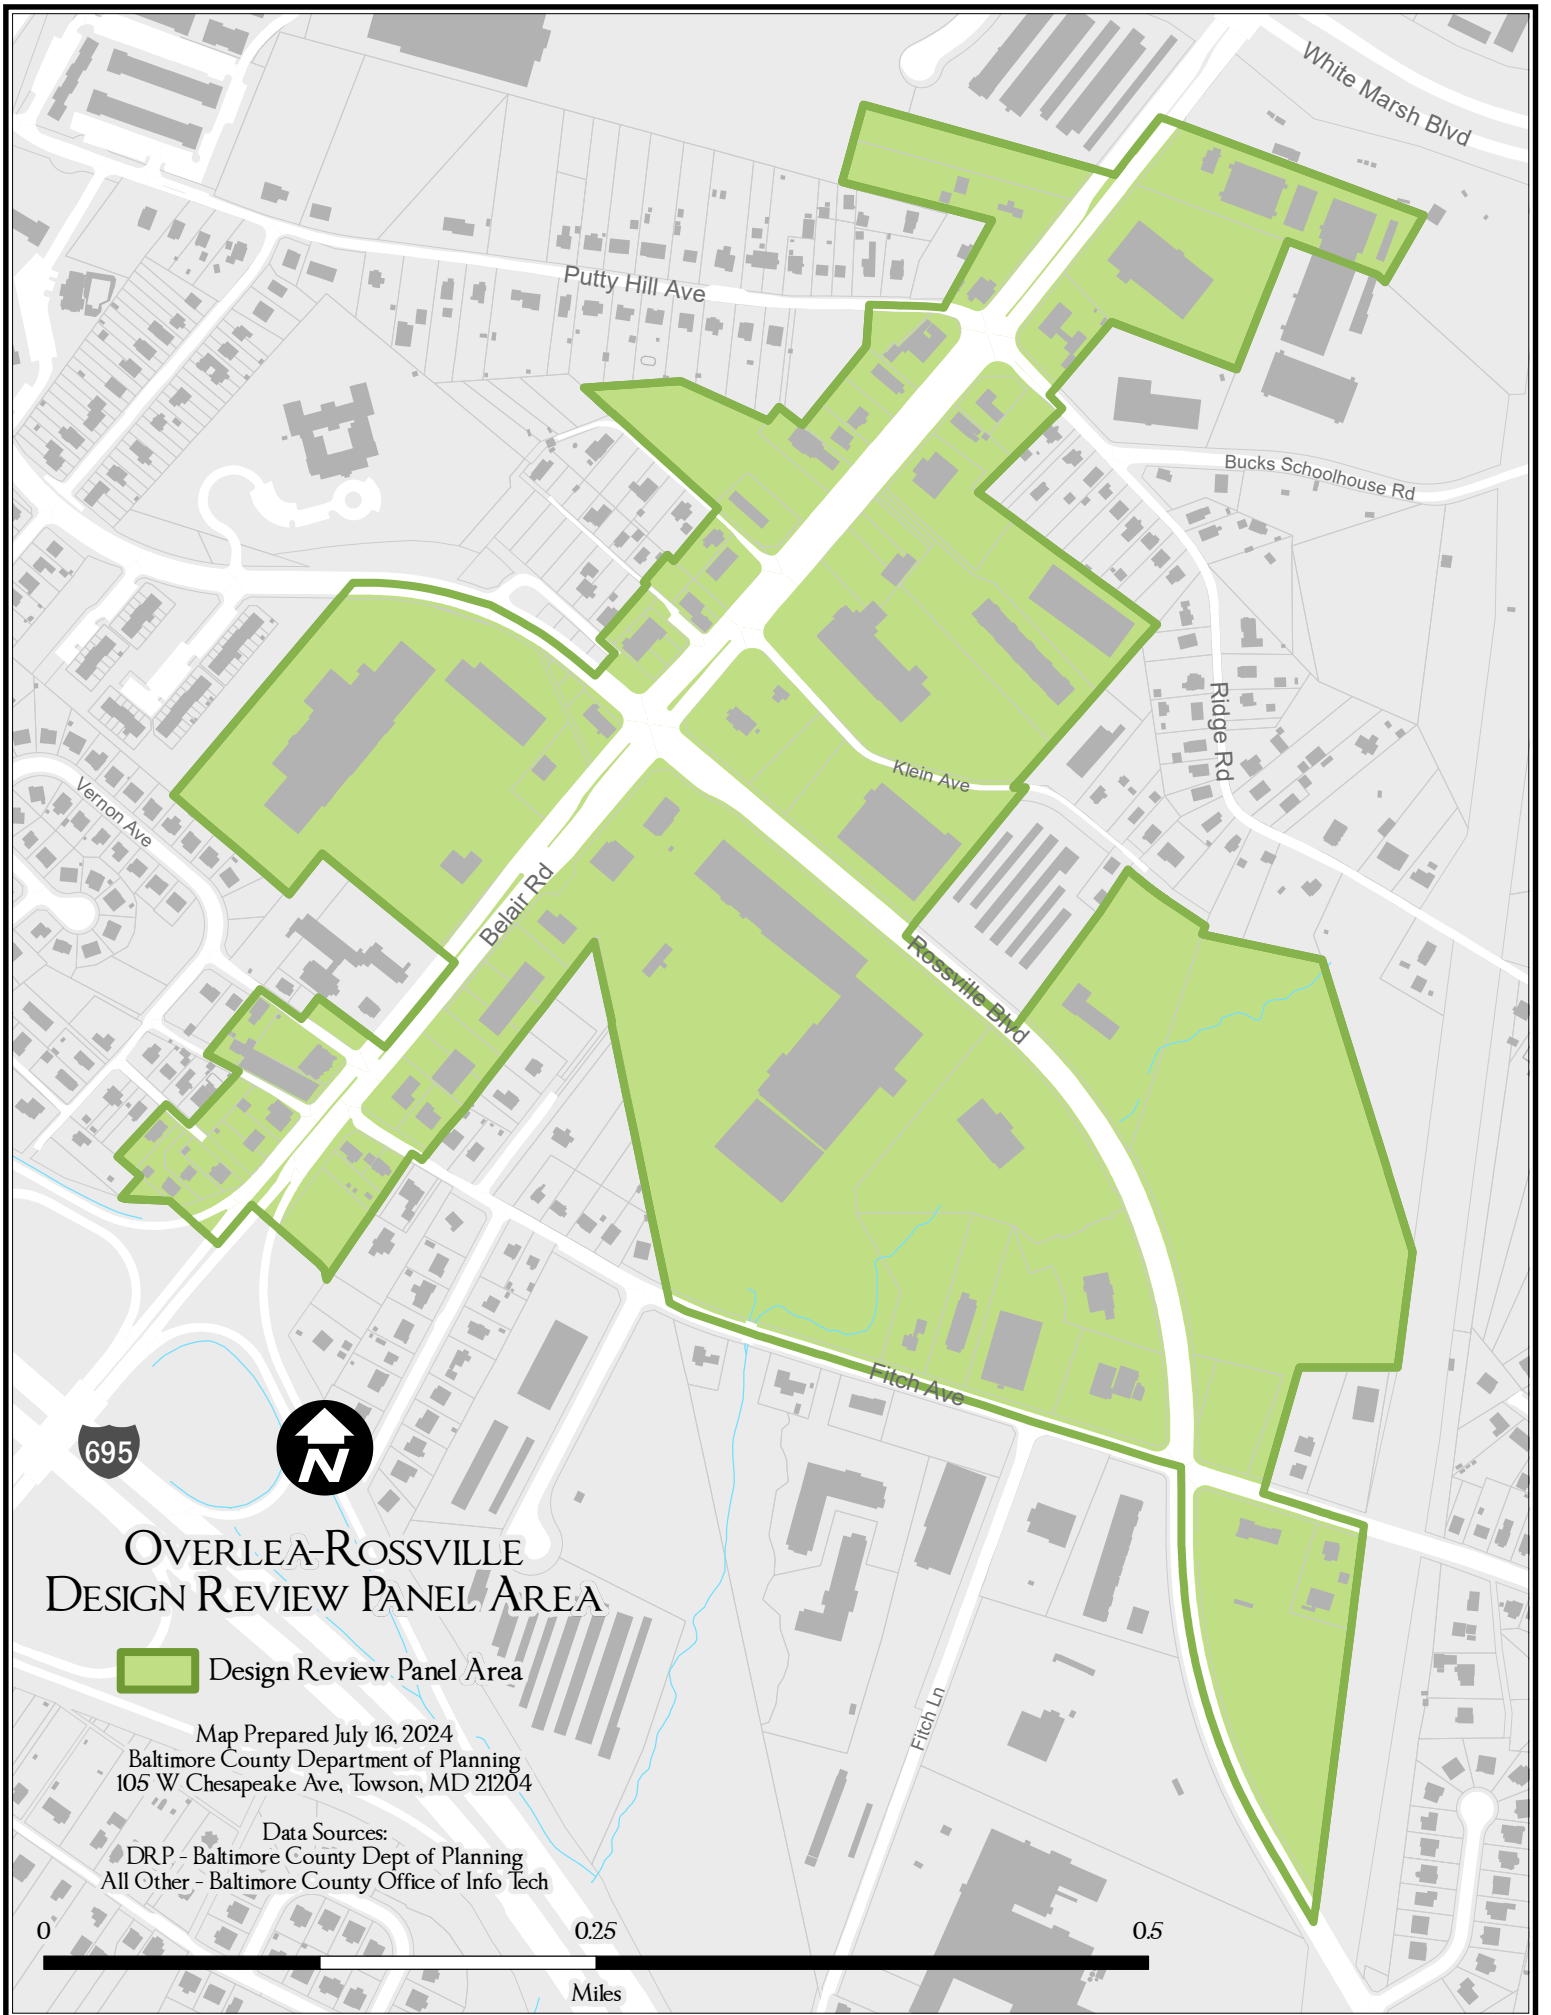 White Marsh Blvd
Putty Hill Ave
Bucks Schoolhouse Rd
Ridge Rd
Klein Ave
Vernon Ave
Belair Rd
Rossville Blvd
Fitch Ave
695
N
Overlea-Rossville
Design Review Panel Area
Design Review Panel Area
Fitch Ln
Map Prepared July 16, 2024
Baltimore County Department of Planning
105 W Chesapeake Ave, Towson, MD 21204
Data Sources:
DRP - Baltimore County Dept of Planning
All Other - Baltimore County Office of Info Tech
0 0.25 0.5
Miles